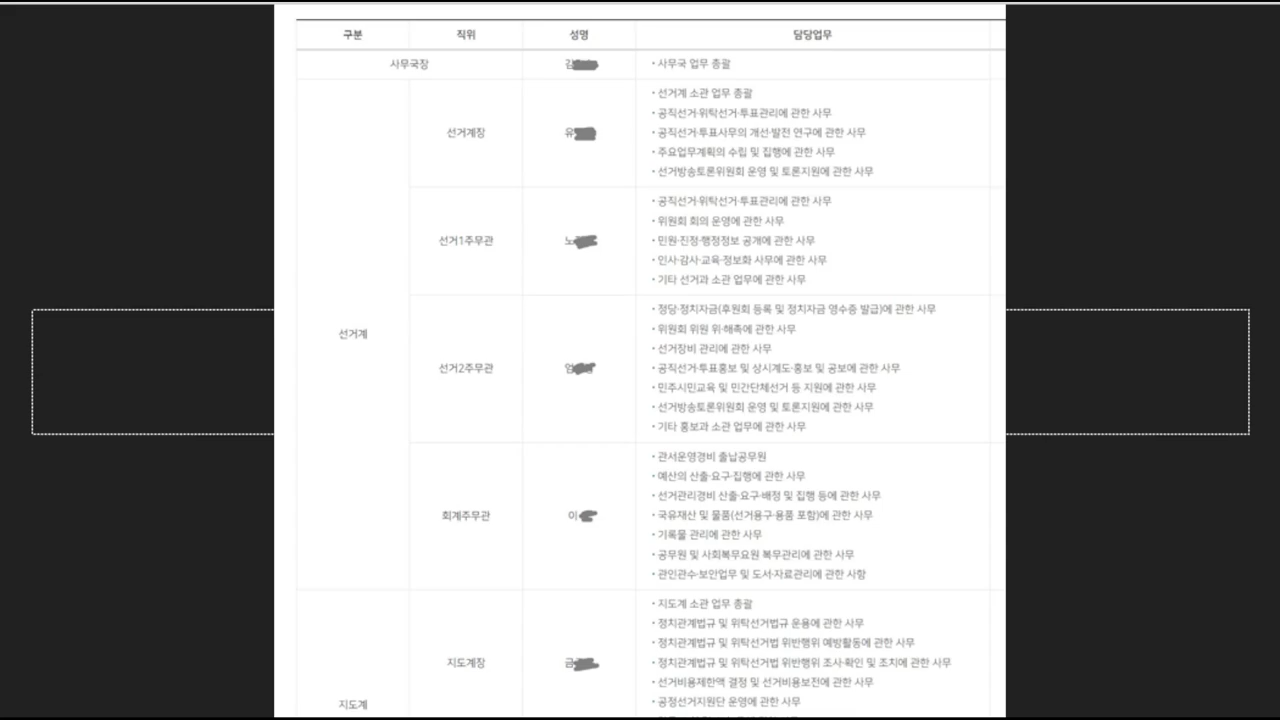 구분 직위 성명 담당업무
사무국장 김 • 사무국 업무 총괄
선거계
선거계장 유
• 선거계 소관 업무 총괄
• 공직선거·위탁선거·투표관리에 관한 사무
• 공직선거·투표사무의 개선·발전 연구에 관한 사무
• 주요업무계획의 수립 및 집행에 관한 사무
• 선거방송토론위원회 운영 및 토론지원에 관한 사무
선거1주무관 노
• 공직선거·위탁선거·투표관리에 관한 사무
• 위원회 회의 운영에 관한 사무
• 민원·진정·행정정보 공개에 관한 사무
• 인사·감사·교육·정보화 사무에 관한 사무
• 기타 선거과 소관 업무에 관한 사무
선거2주무관
• 정당·정치자금(후원회 등록 및 정치자금 영수증 발급)에 관한 사무
• 위원회 위원 위·해촉에 관한 사무
• 선거장비 관리에 관한 사무
• 공직선거·투표홍보 및 상시계도·홍보 및 공보에 관한 사무
• 민주시민교육 및 민간단체선거 등 지원에 관한 사무
• 선거방송토론위원회 운영 및 토론지원에 관한 사무
• 기타 홍보과 소관 업무에 관한 사무
회계주무관 이
• 관서운영경비 출납공무원
• 예산의 산출·요구·집행에 관한 사무
• 선거관리경비 산출·요구·배정 및 집행 등에 관한 사무
• 국유재산 및 물품(선거용구·용품 포함)에 관한 사무
• 기록물 관리에 관한 사무
• 공무원 및 사회복무요원 복무관리에 관한 사무
• 관인관수·보안업무 및 도서·자료관리에 관한 사항
지도계
지도계장 금
• 지도계 소관 업무 총괄
• 정치관계법규 및 위탁선거법규 운용에 관한 사무
• 정치관계법규 및 위탁선거법 위반행위 예방활동에 관한 사무
• 정치관계법규 및 위탁선거법 위반행위 조사·확인 및 조치에 관한 사무
• 선거비용제한액 결정 및 선거비용보전에 관한 사무
• 공정선거지원단 운영에 관한 사무